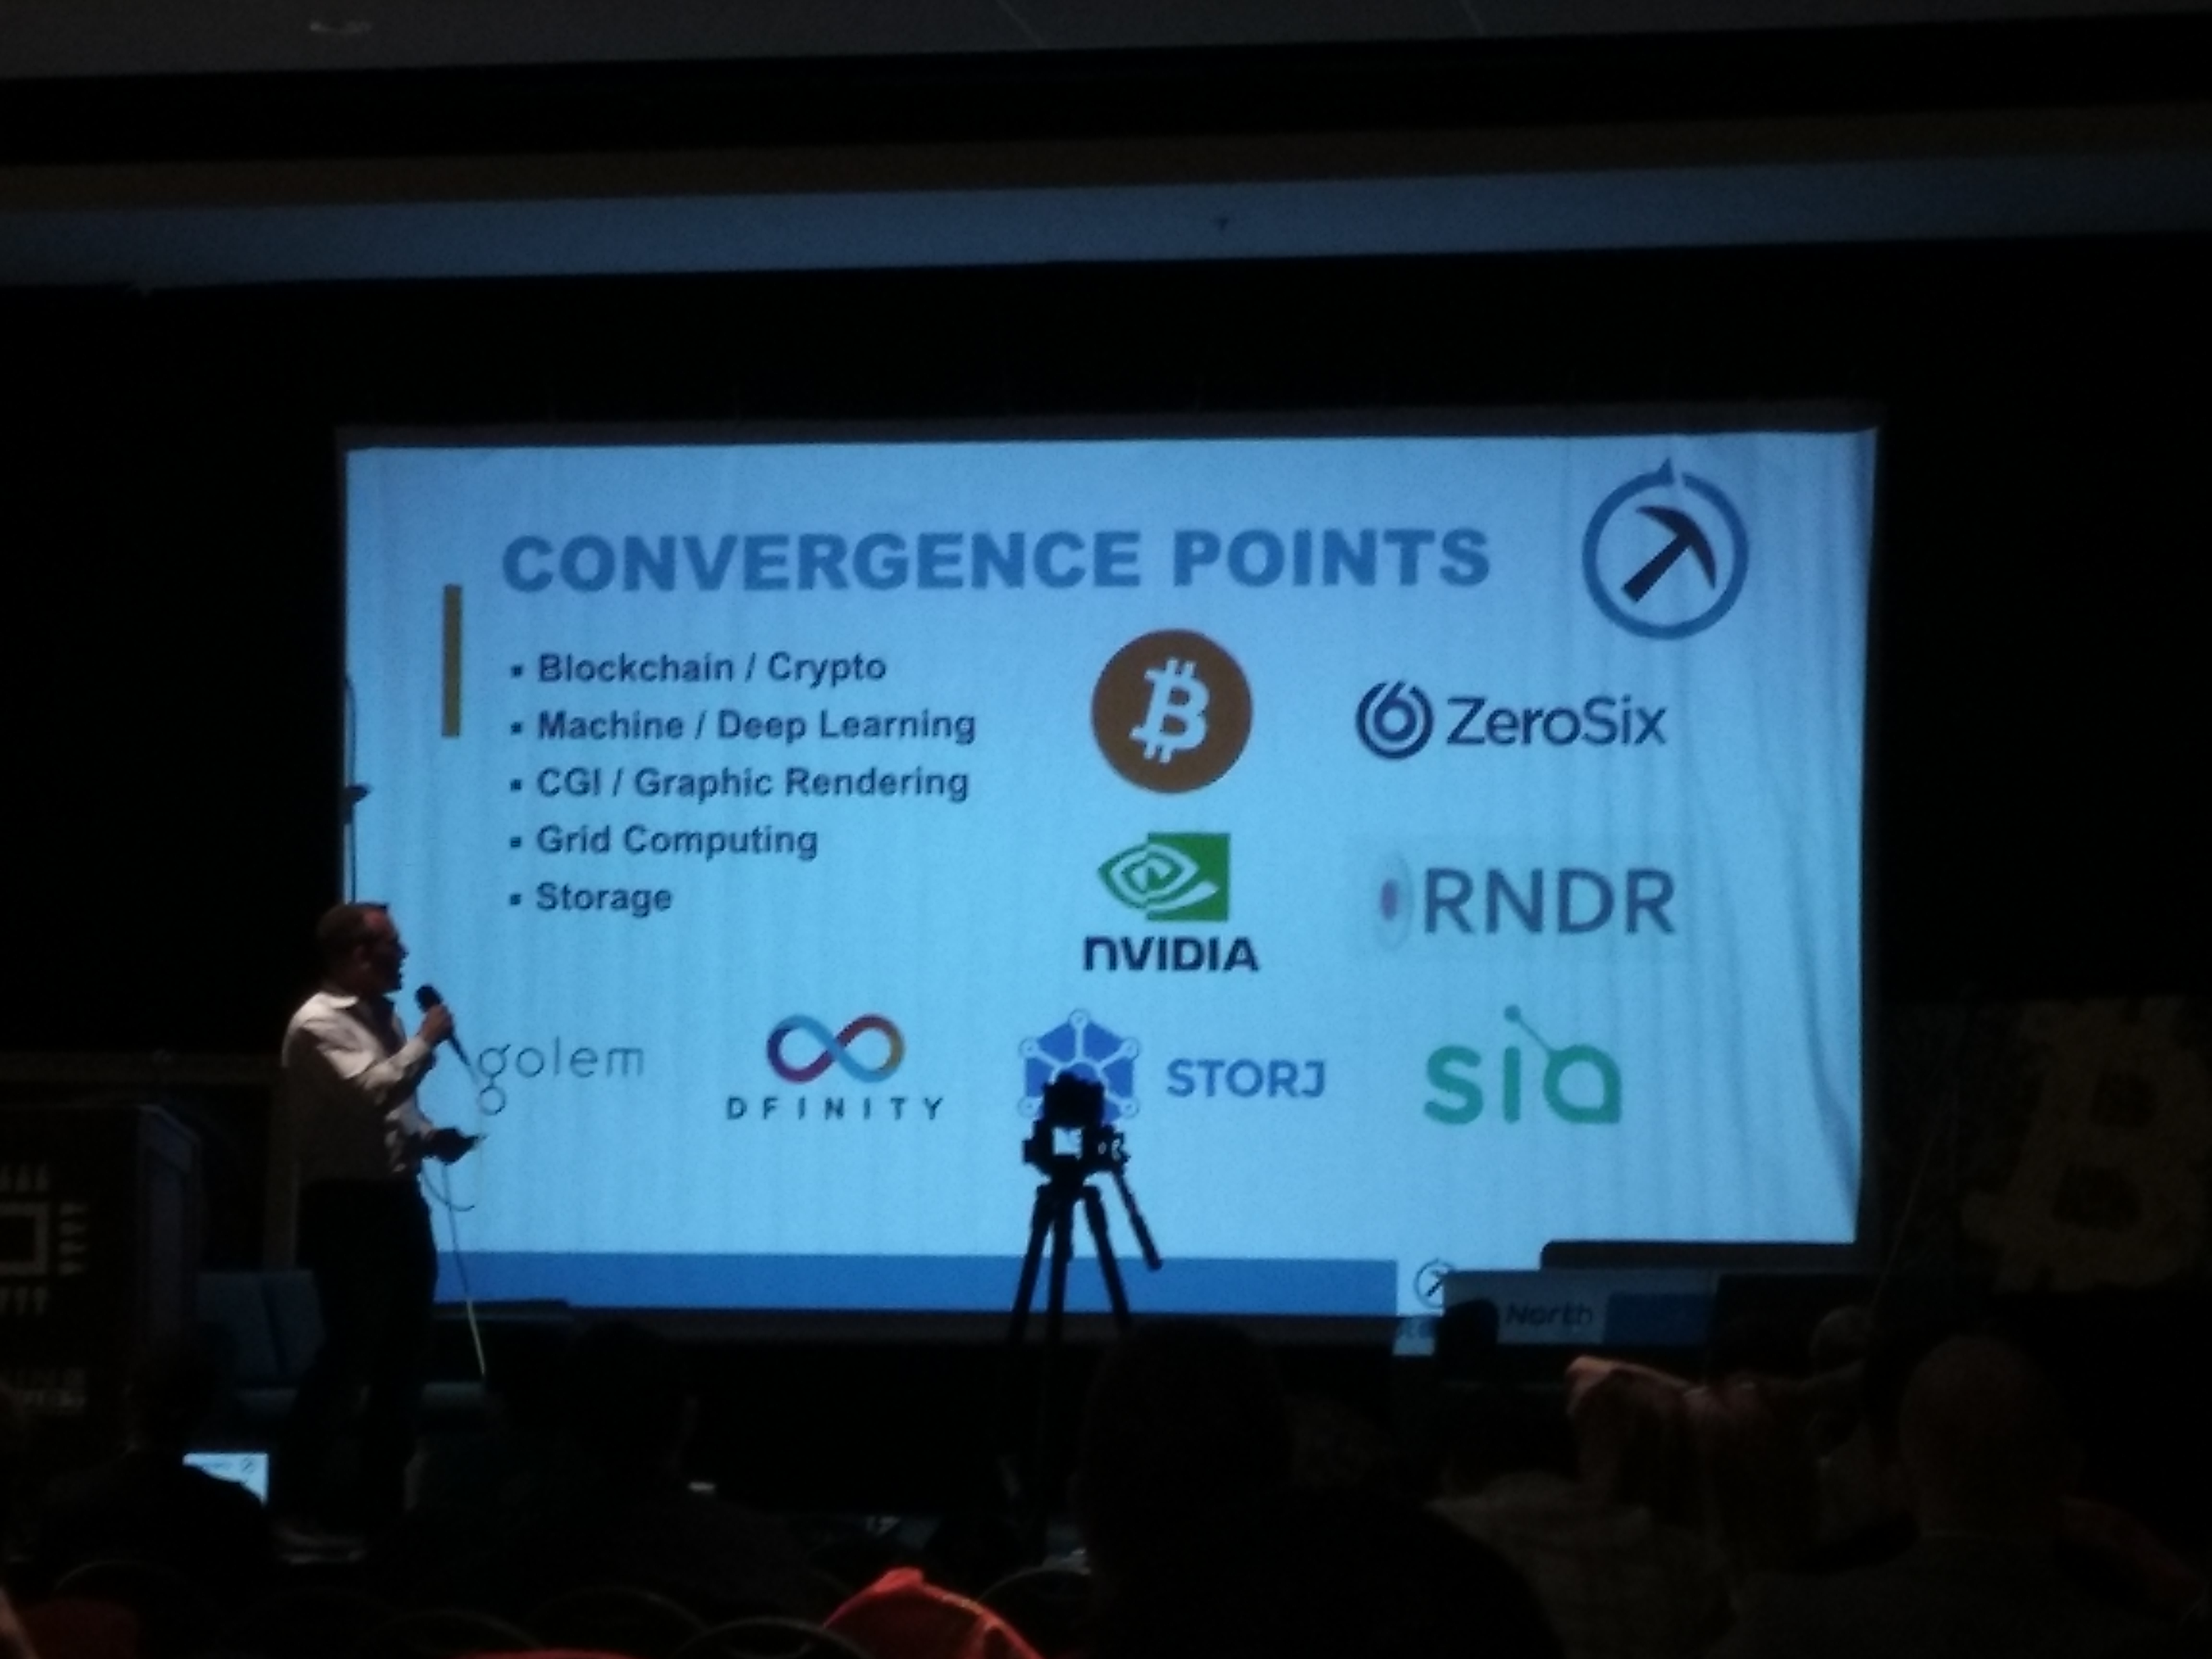 CONVERGENCE POINTS
▪ Blockchain / Crypto
▪ Machine / Deep Learning
▪ CGI / Graphic Rendering
▪ Grid Computing
▪ Storage
ZeroSix
nVIDIA
RNDR
golem
DFINITY
STORJ
sia
North